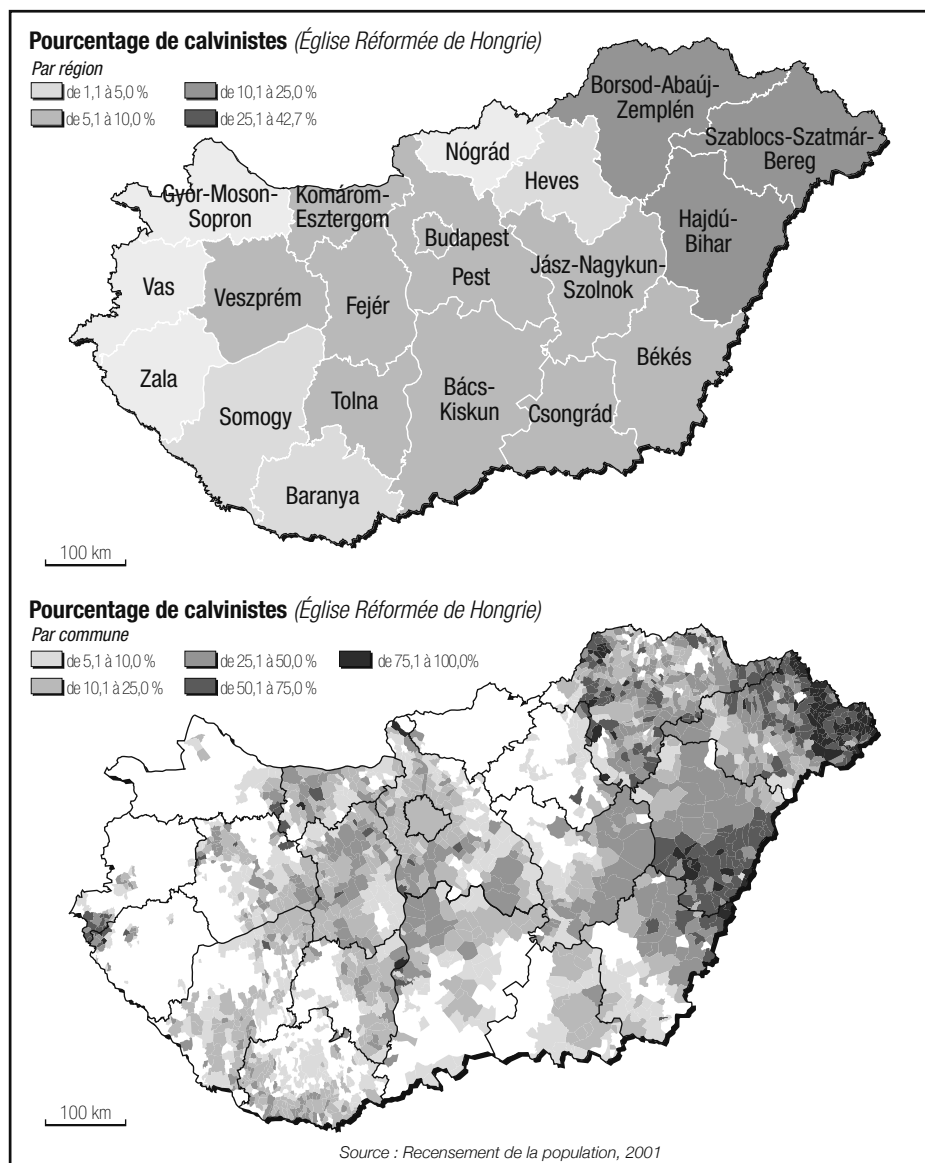 Pourcentage de calvinistes (Église Réformée de Hongrie)
Par région
de 1,1 à 5,0 %
de 10,1 à 25,0 %
de 5,1 à 10,0 %
de 25,1 à 42,7 %
Borsod-Abaúj-
Zemplén
Szablocs-Szatmár-
Bereg
Nógrád
Heves
Győr-Moson-
Sopron
Komárom-
Esztergom
Hajdú-
Bihar
Budapest
Pest
Jász-Nagykun-
Szolnok
Vas
Veszprém
Fejér
Békés
Zala
Somogy
Tolna
Bács-
Kiskun
Csongrád
Baranya
100 km
Pourcentage de calvinistes (Église Réformée de Hongrie)
Par commune
de 5,1 à 10,0 %
de 25,1 à 50,0 %
de 75,1 à 100,0%
de 10,1 à 25,0 %
de 50,1 à 75,0 %
100 km
Source : Recensement de la population, 2001